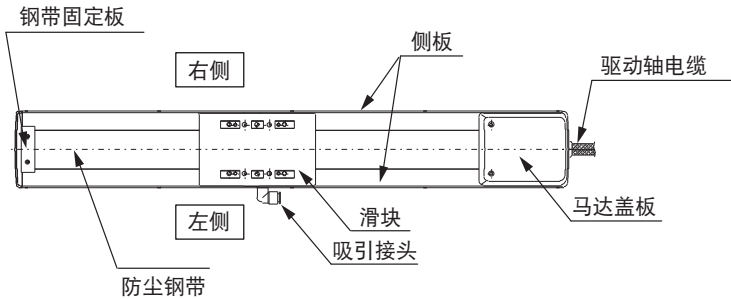 钢带固定板
右侧
侧板
驱动轴电缆
左侧
滑块
马达盖板
吸引接头
防尘钢带